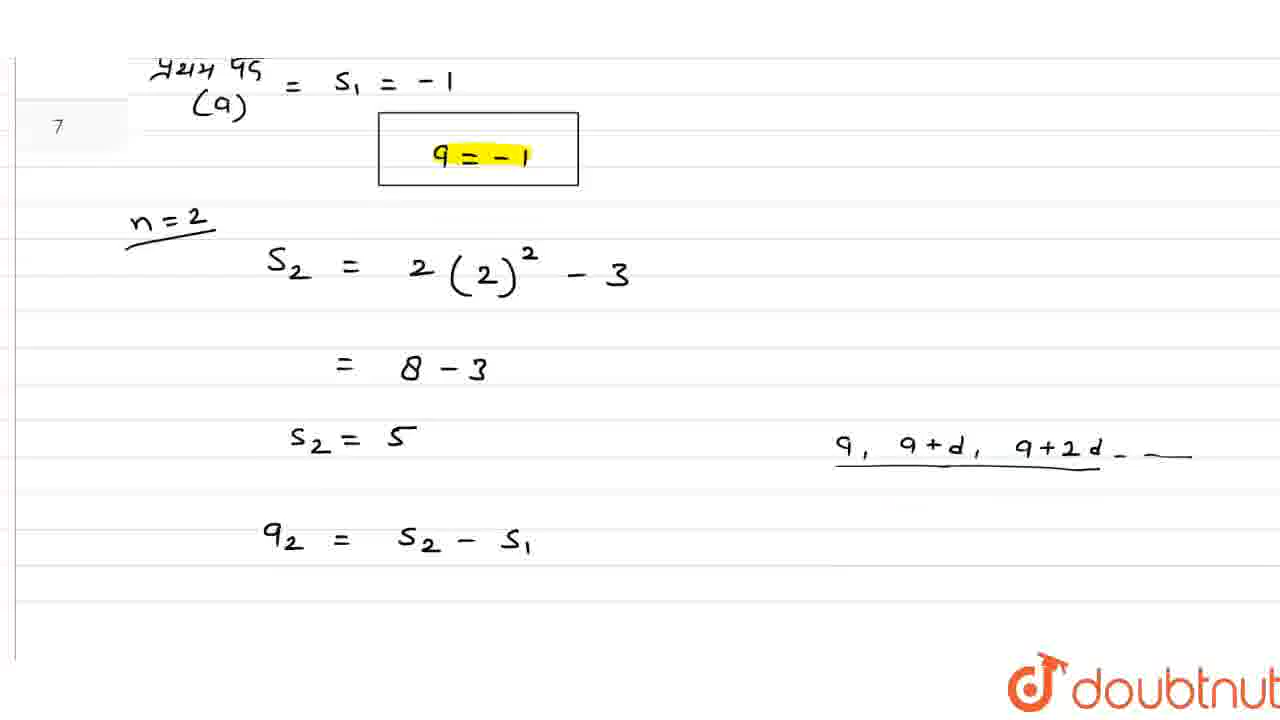 प्रथम पद = S₁ = -1
(a)
7
a = -1
n = 2
S₂ = 2 (2)² - 3
= 8 - 3
S₂ = 5
a, a+d, a+2d - —
a₂ = S₂ - S₁
doubtnut